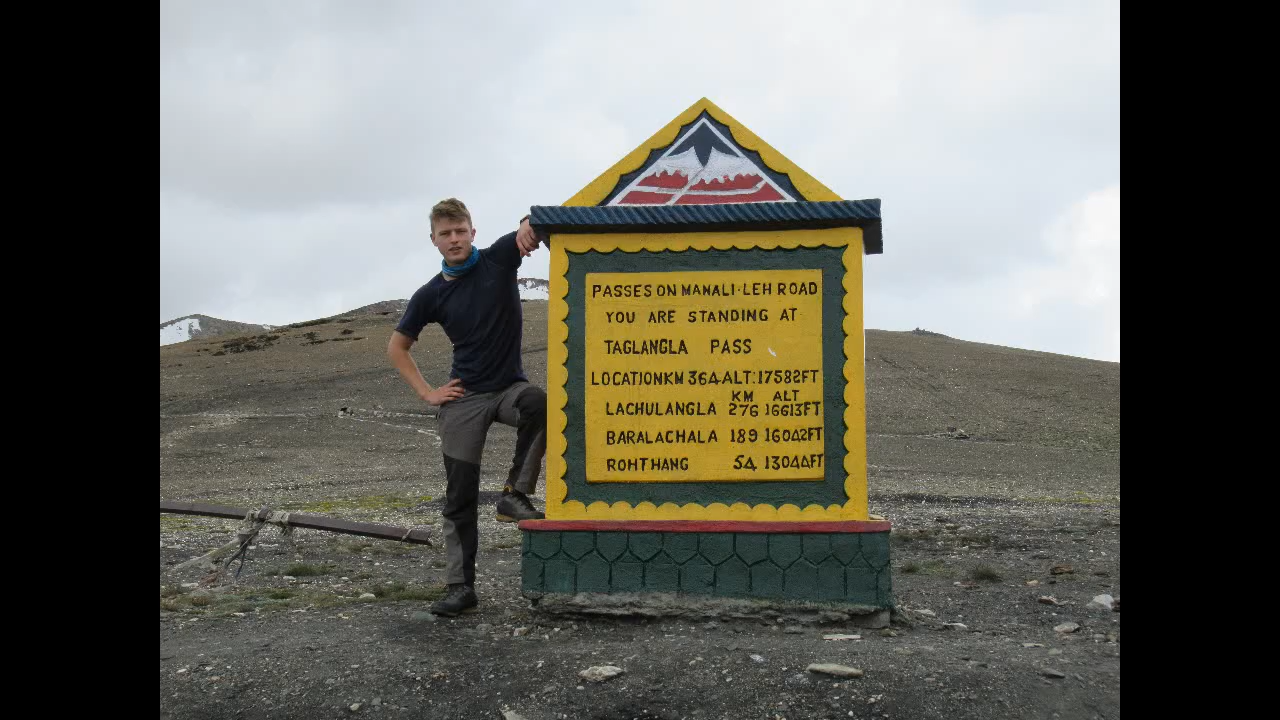 PASSES ON MANALI-LEH ROAD
YOU ARE STANDING AT
TAGLANGLA PASS
LOCATION KM 364 ALT:17582FT
KM ALT
LACHULANGLA 276 16613FT
BARALACHALA 189 16042FT
ROHTHANG 54 13044FT